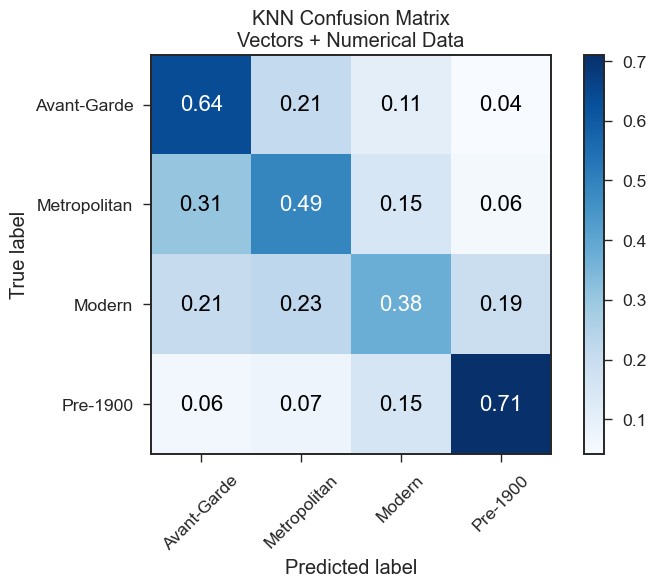 KNN Confusion Matrix
Vectors + Numerical Data
True label
Avant-Garde 0.64 0.21 0.11 0.04
Metropolitan 0.31 0.49 0.15 0.06
Modern 0.21 0.23 0.38 0.19
Pre-1900 0.06 0.07 0.15 0.71
Avant-Garde Metropolitan Modern Pre-1900
Predicted label
0.7
0.6
0.5
0.4
0.3
0.2
0.1